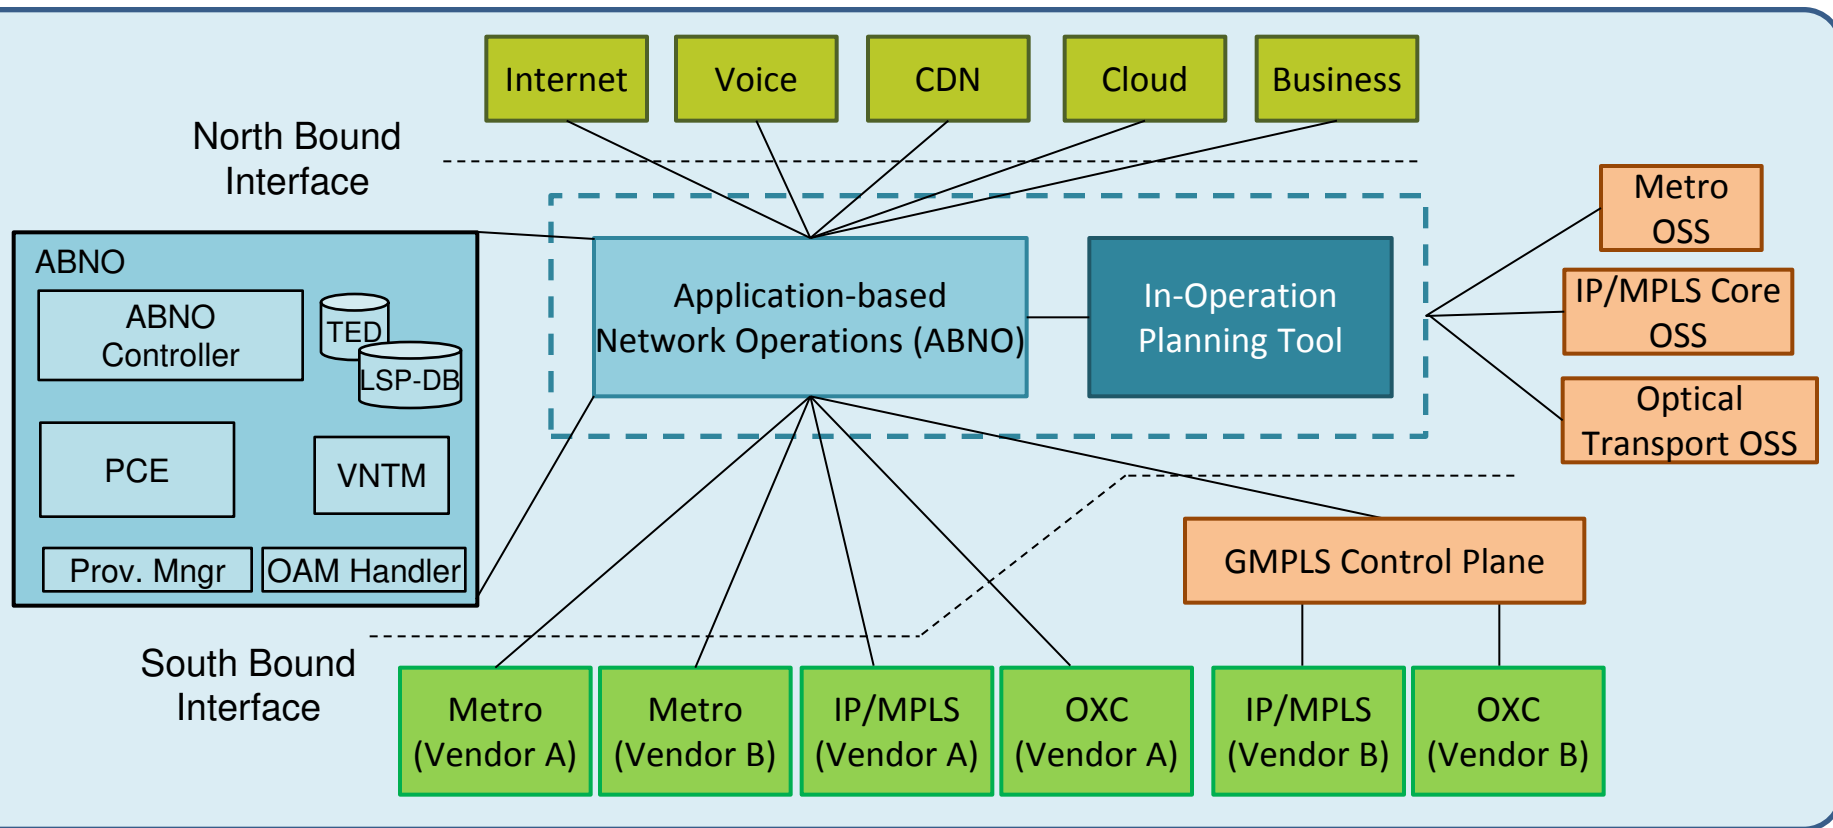 Internet
Voice
CDN
Cloud
Business
North Bound
Interface
Metro
OSS
IP/MPLS Core
OSS
Optical
Transport OSS
Application-based
Network Operations (ABNO)
In-Operation
Planning Tool
ABNO
ABNO
Controller
TED
LSP-DB
PCE
VNTM
Prov. Mngr
OAM Handler
GMPLS Control Plane
South Bound
Interface
Metro
(Vendor A)
Metro
(Vendor B)
IP/MPLS
(Vendor A)
OXC
(Vendor A)
IP/MPLS
(Vendor B)
OXC
(Vendor B)